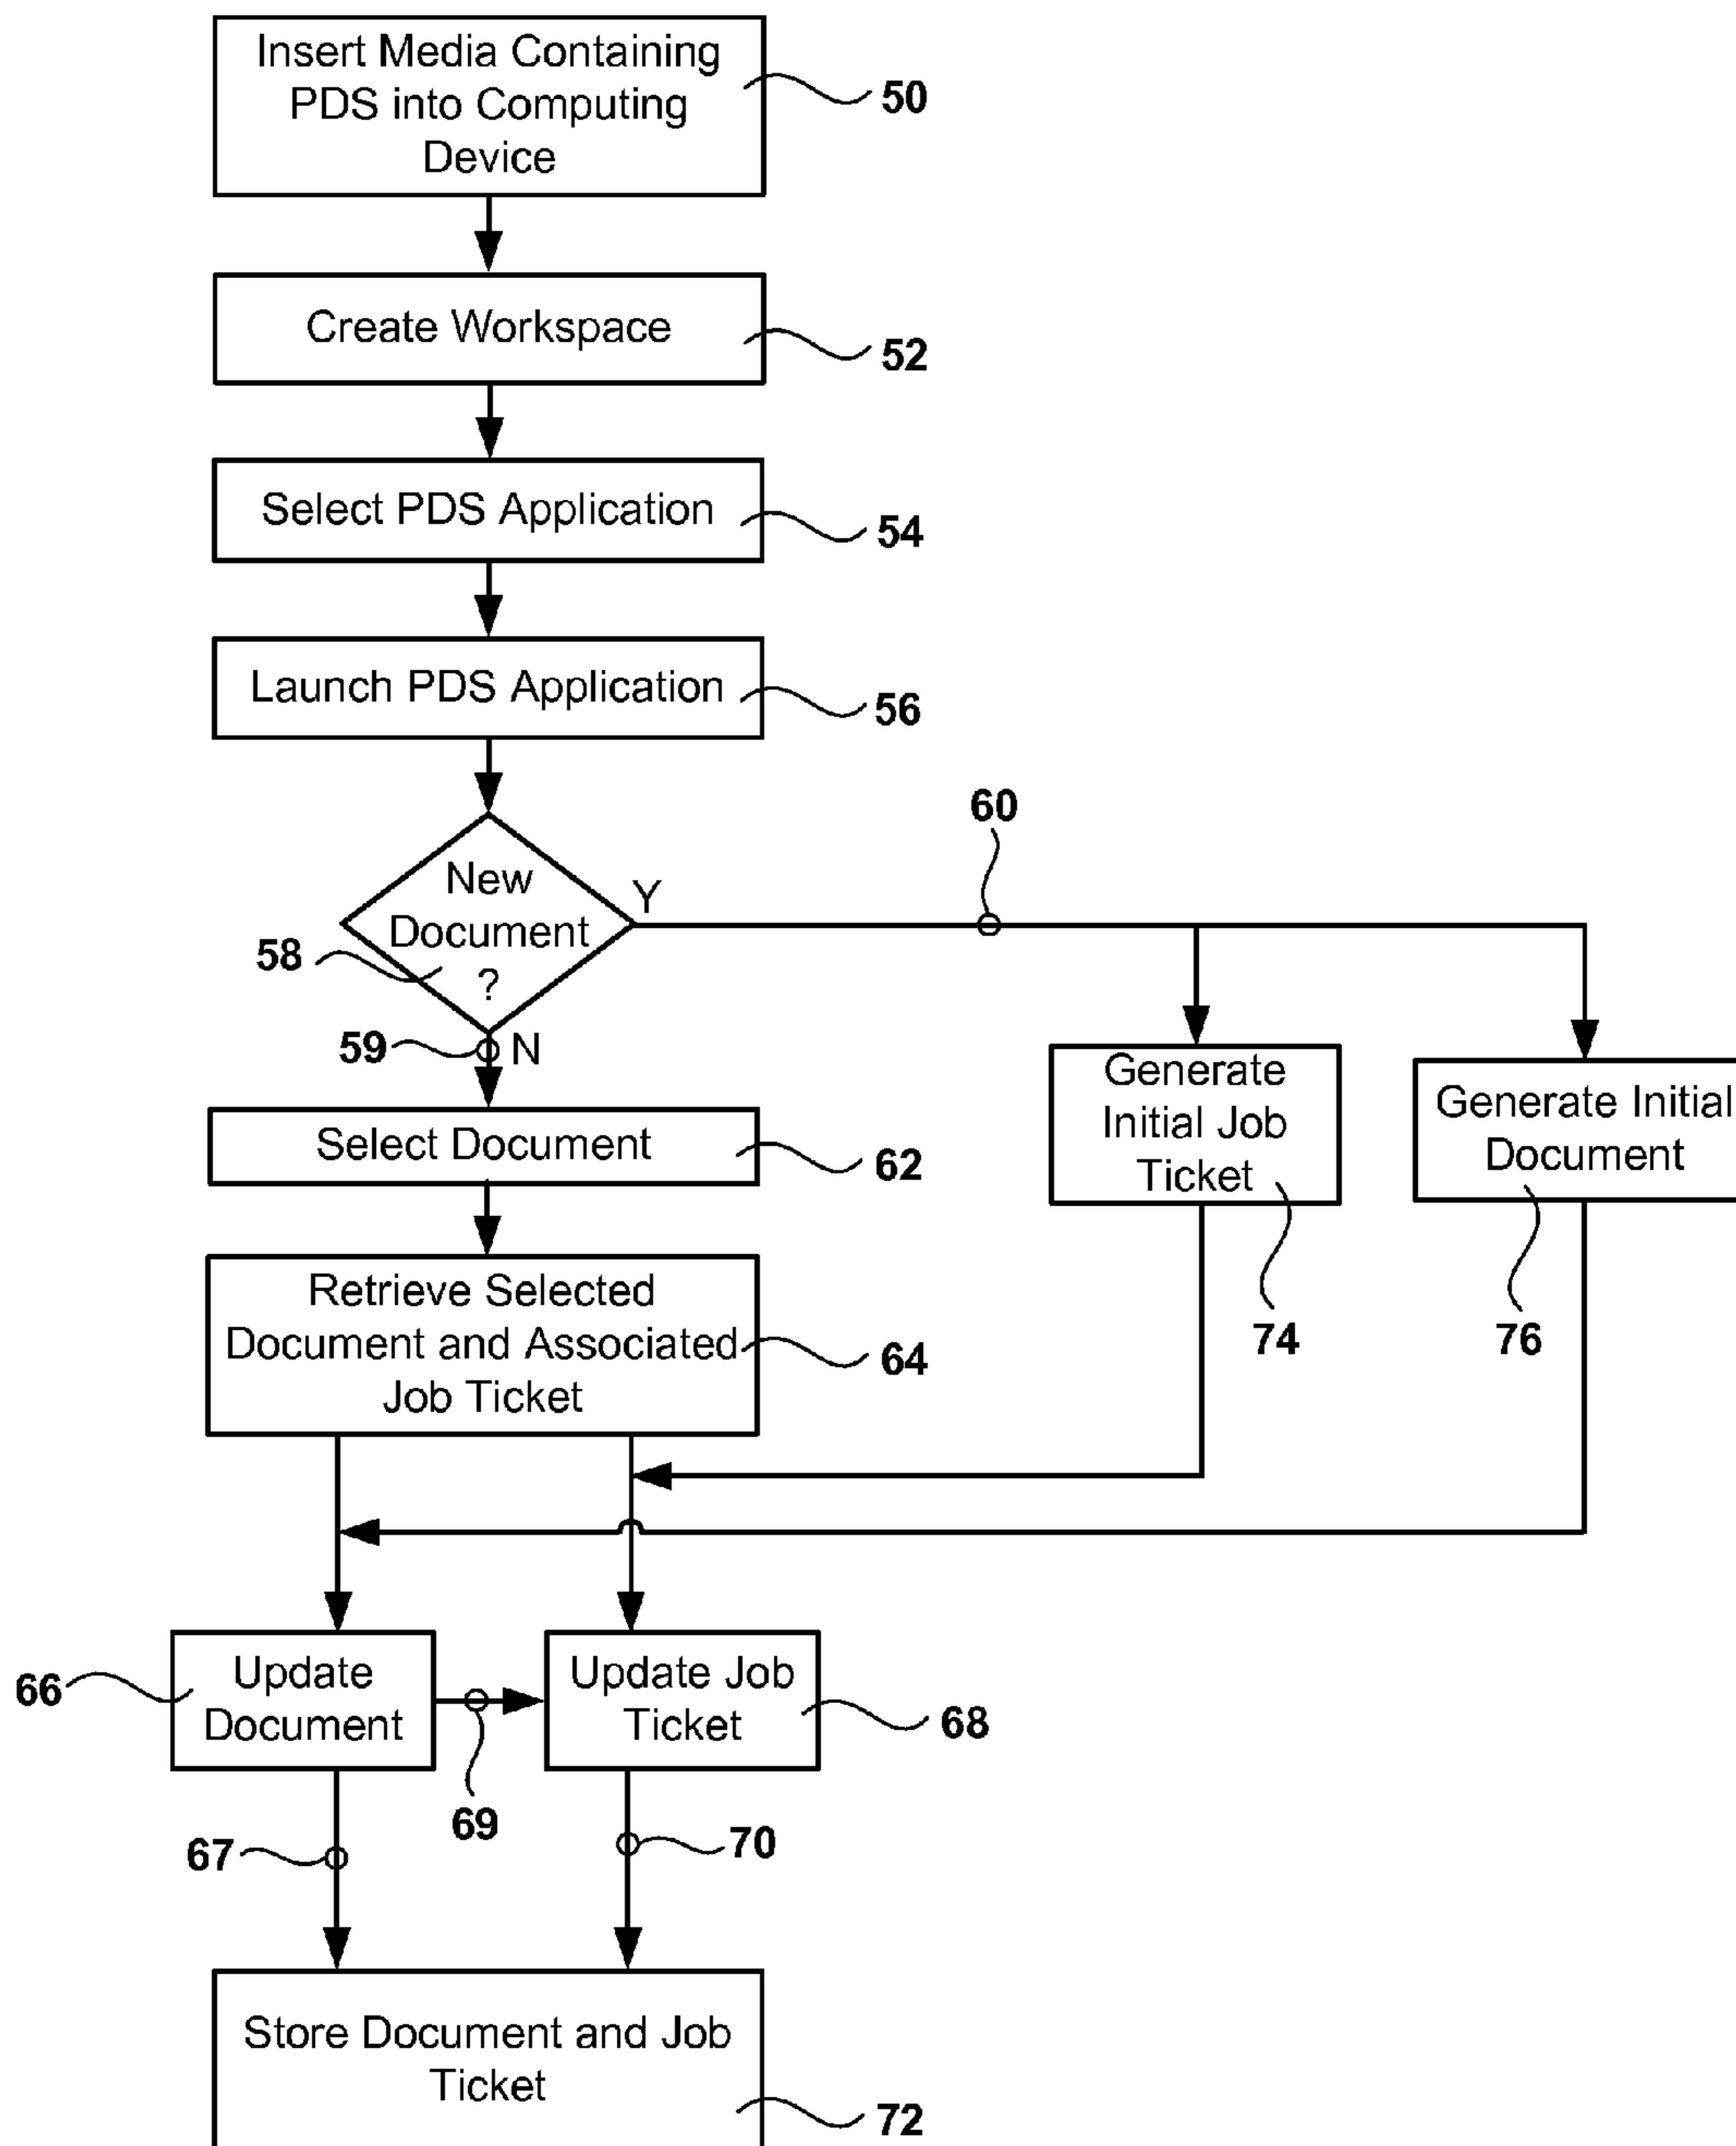 Insert Media Containing
PDS into Computing
Device
50
Create Workspace
52
Select PDS Application
54
Launch PDS Application
56
60
New
Document
?
Y
58
59
N
Select Document
62
Generate
Initial Job
Ticket
74
Generate Initial
Document
76
Retrieve Selected
Document and Associated
Job Ticket
64
Update
Document
66
Update Job
Ticket
68
69
67
70
Store Document and Job
Ticket
72